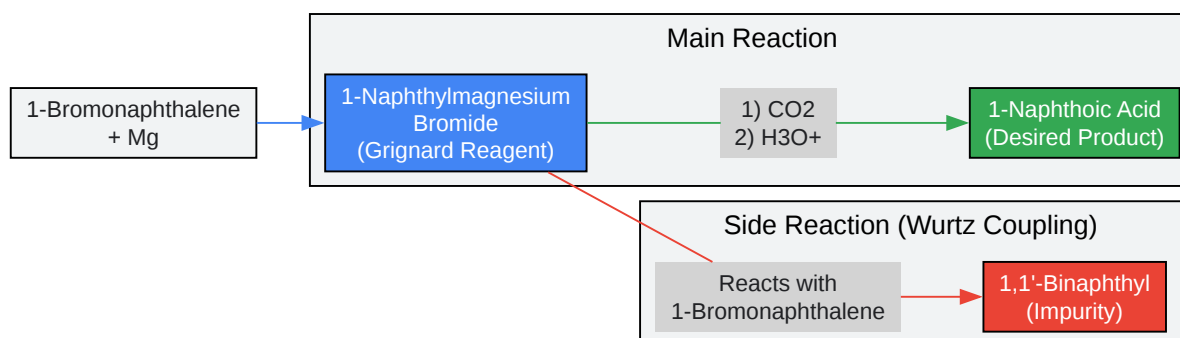 Main Reaction
1-Bromonaphthalene
+ Mg
1-Naphthylmagnesium
Bromide
(Grignard Reagent)
1) CO2
2) H3O+
1-Naphthoic Acid
(Desired Product)
Side Reaction (Wurtz Coupling)
Reacts with
1-Bromonaphthalene
1,1'-Binaphthyl
(Impurity)